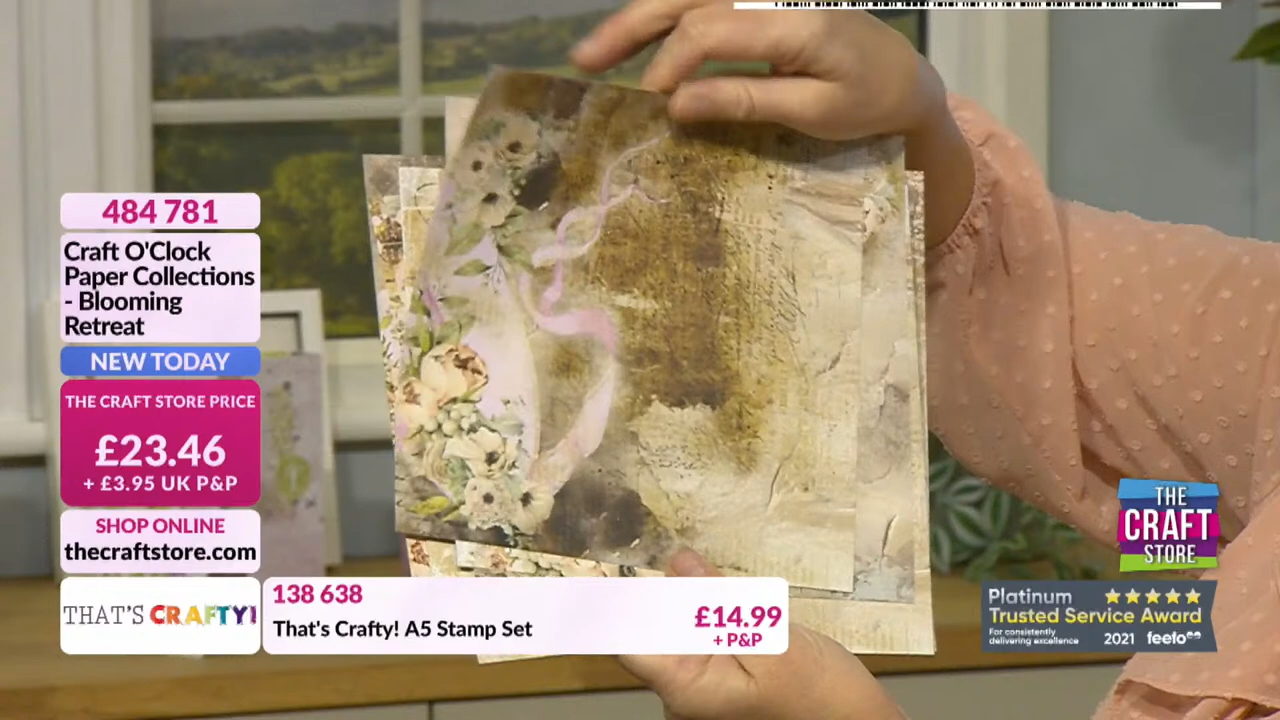 484 781
Craft O'Clock
Paper Collections
- Blooming
Retreat
NEW TODAY
THE CRAFT STORE PRICE
£23.46
+ £3.95 UK P&P
SHOP ONLINE
thecraftstore.com
THAT'S CRAFTY!
138 638
That's Crafty! A5 Stamp Set
£14.99
+ P&P
THE
CRAFT
STORE
Platinum
Trusted Service Award
For consistently
delivering excellence
2021 feefo